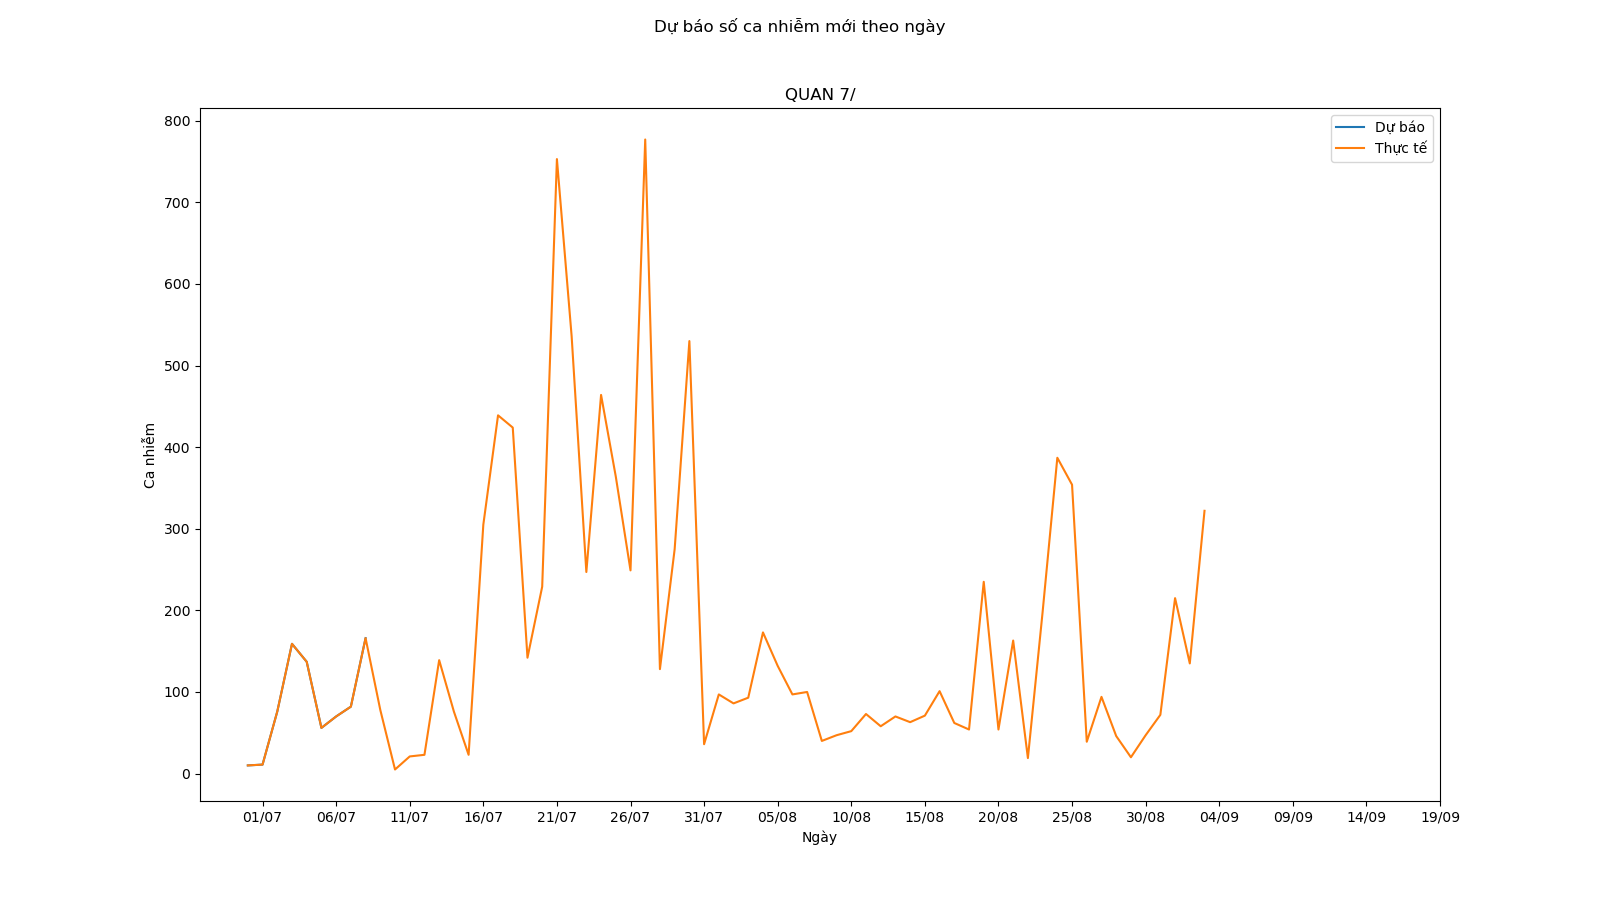 Dự báo số ca nhiễm mới theo ngày
QUAN 7/
Dự báo
Thực tế
800
700
600
500
400
300
200
100
0
Ca nhiễm
01/07 06/07 11/07 16/07 21/07 26/07 31/07 05/08 10/08 15/08 20/08 25/08 30/08 04/09 09/09 14/09 19/09
Ngày